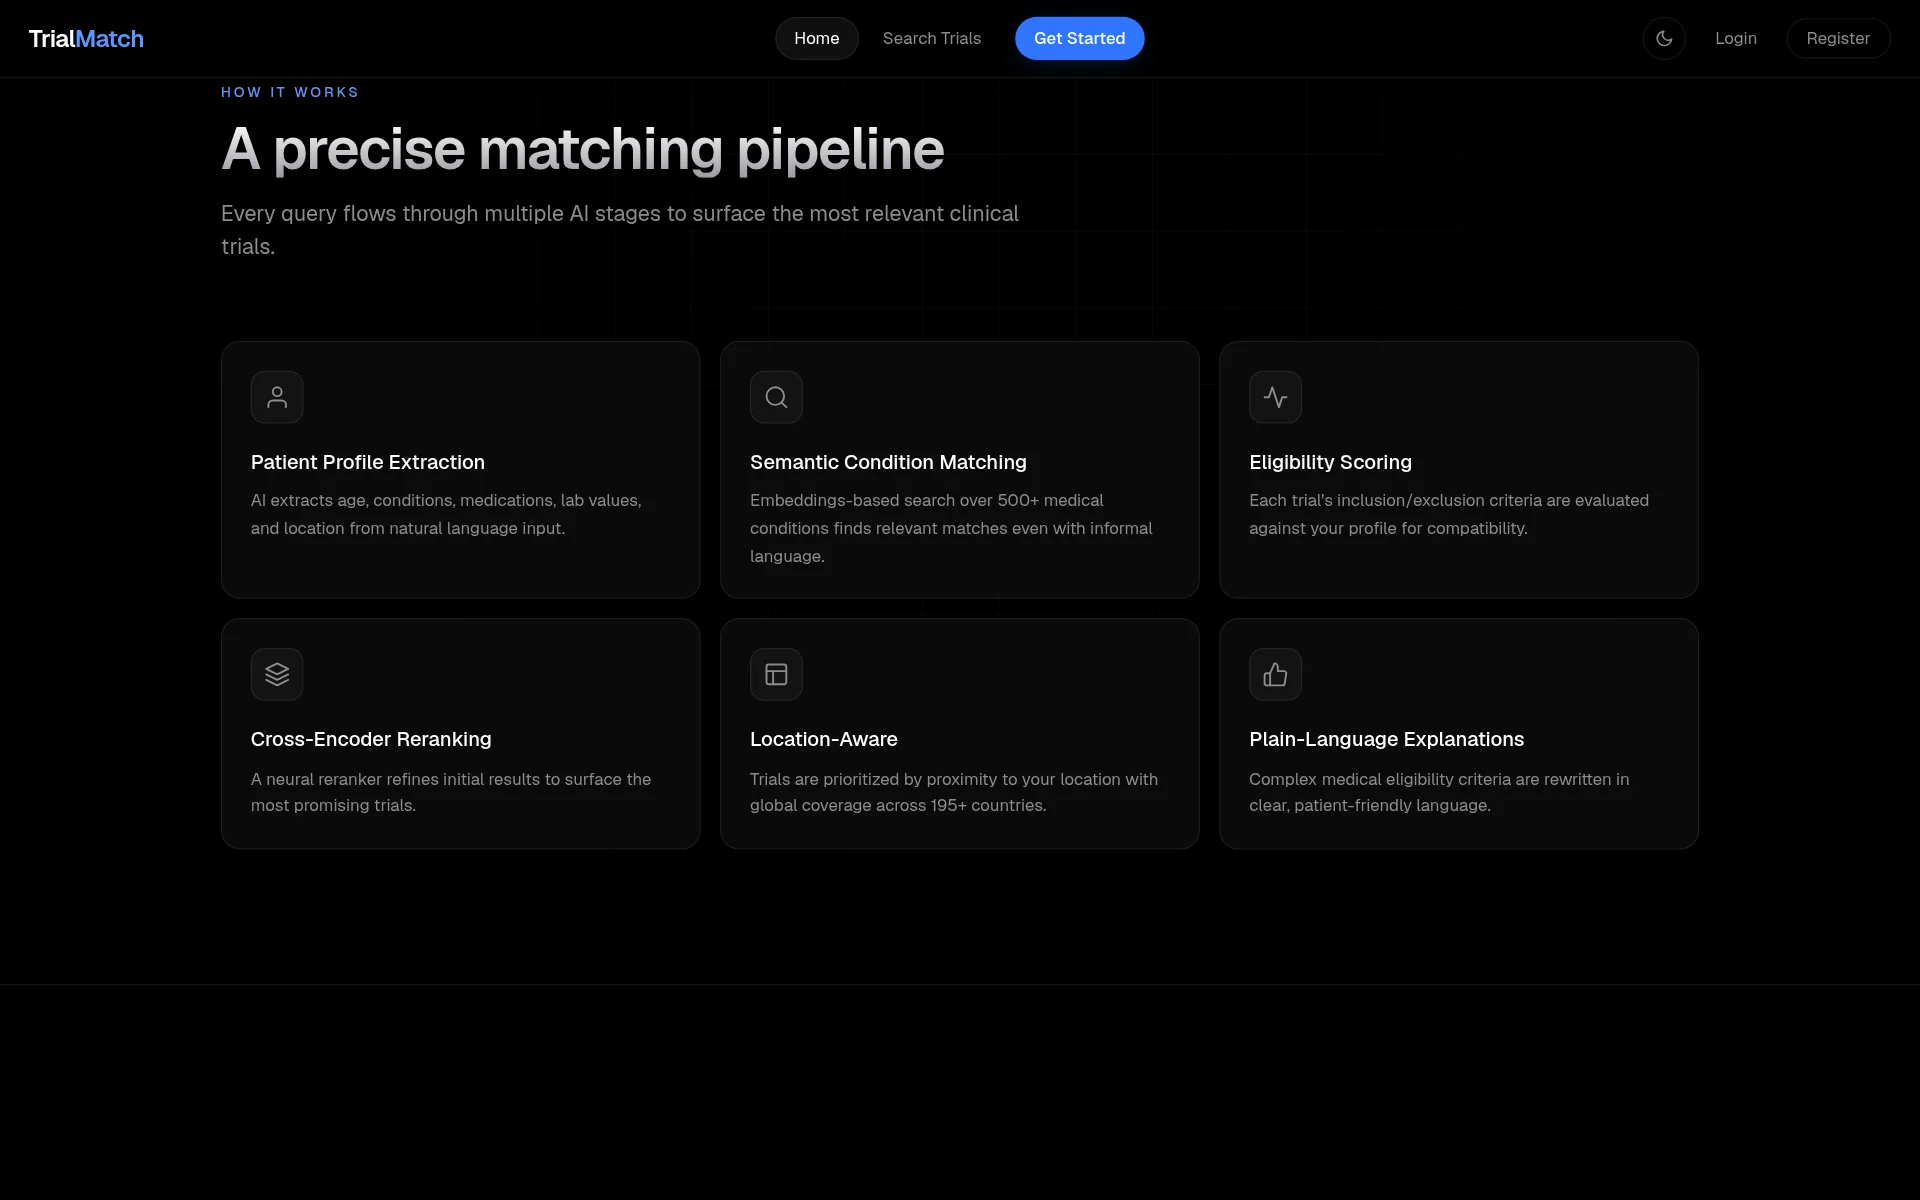 TrialMatch
Home
Search Trials
Get Started
Login
Register
HOW IT WORKS
A precise matching pipeline
Every query flows through multiple AI stages to surface the most relevant clinical
trials.
Patient Profile Extraction
AI extracts age, conditions, medications, lab values,
and location from natural language input.
Semantic Condition Matching
Embeddings-based search over 500+ medical
conditions finds relevant matches even with informal
language.
Eligibility Scoring
Each trial's inclusion/exclusion criteria are evaluated
against your profile for compatibility.
Cross-Encoder Reranking
A neural reranker refines initial results to surface the
most promising trials.
Location-Aware
Trials are prioritized by proximity to your location with
global coverage across 195+ countries.
Plain-Language Explanations
Complex medical eligibility criteria are rewritten in
clear, patient-friendly language.